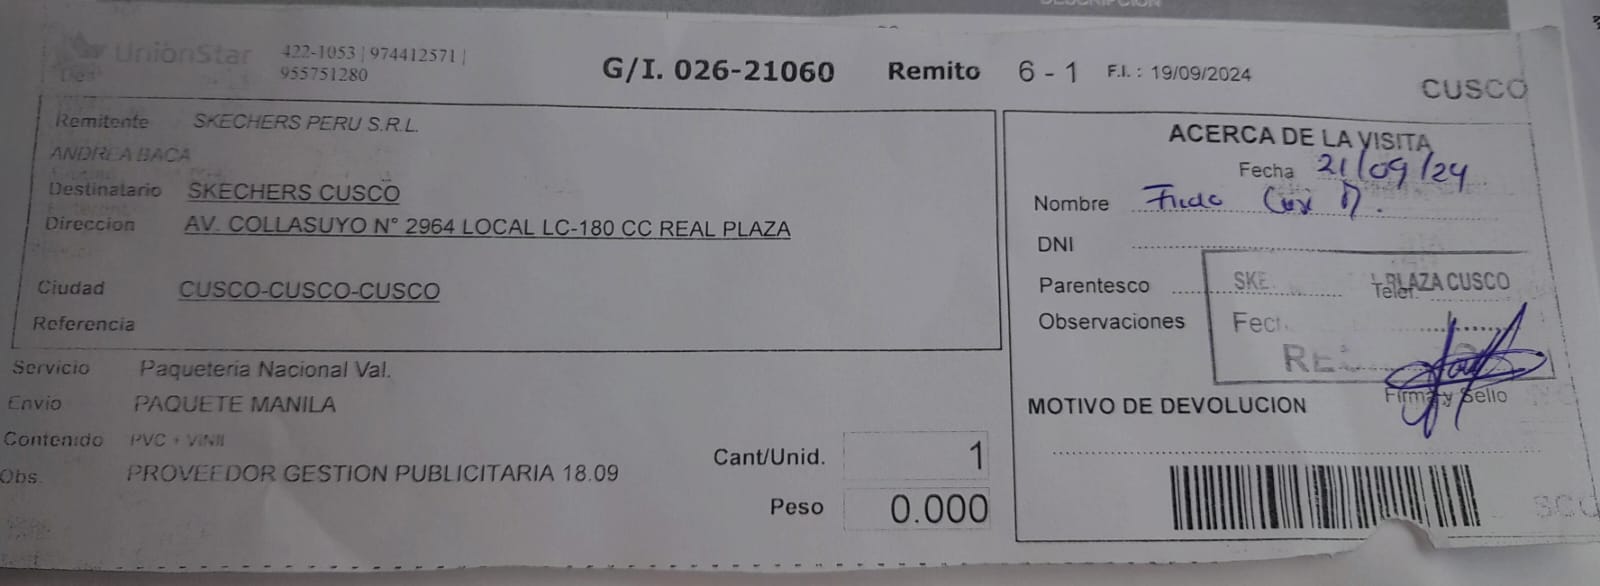 UnionStar
422-1053 | 974412571 |
955751280
G/I. 026-21060 Remito 6 - 1 F.I. : 19/09/2024
CUSCO
Remitente SKECHERS PERU S.R.L.
ANDREA BACA
Destinatario SKECHERS CUSCO
Direccion AV. COLLASUYO N° 2964 LOCAL LC-180 CC REAL PLAZA
Ciudad CUSCO-CUSCO-CUSCO
Referencia
Servicio Paqueteria Nacional Val.
Envio PAQUETE MANILA
Contenido PVC + VINIL
Obs. PROVEEDOR GESTION PUBLICITARIA 18.09
Cant/Unid. 1
Peso 0.000
ACERCA DE LA VISITA
Fecha 21/09/24
Nombre
DNI
Parentesco
Telef.
PLAZA CUSCO
Observaciones
Firma y Sello
MOTIVO DE DEVOLUCION